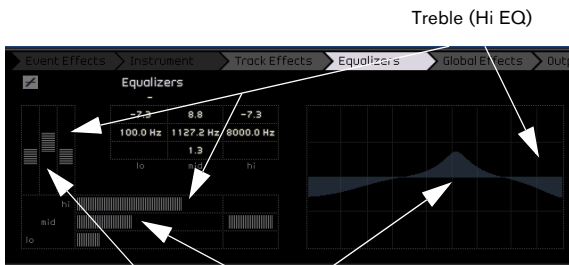 Treble (Hi EQ)
Event Effects Instrument Track Effects Equalizers Global Effects Outp
Equalizers
-
-7.3 8.8 -7.3
100.0 Hz 1127.2 Hz 8000.0 Hz
1.3
lo mid hi
hi
mid
lo